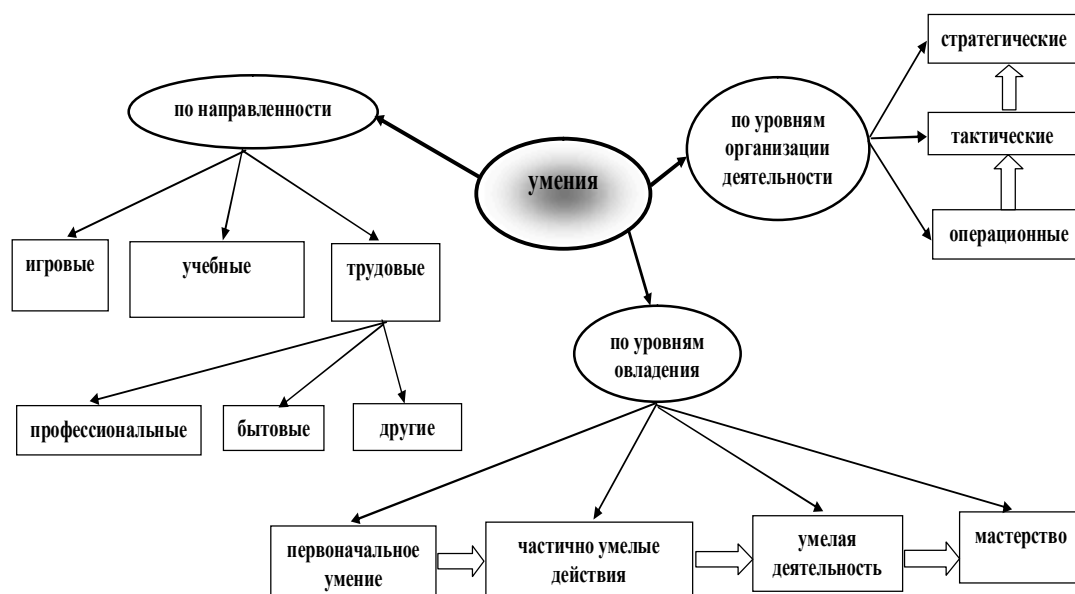 стратегические
по направленности
по уровням
организации
деятельности
тактические
умения
операционные
игровые
учебные
трудовые
по уровням
овладения
профессиональные
бытовые
другие
первоначальное
умение
частично умелые
действия
умелая
деятельность
мастерство